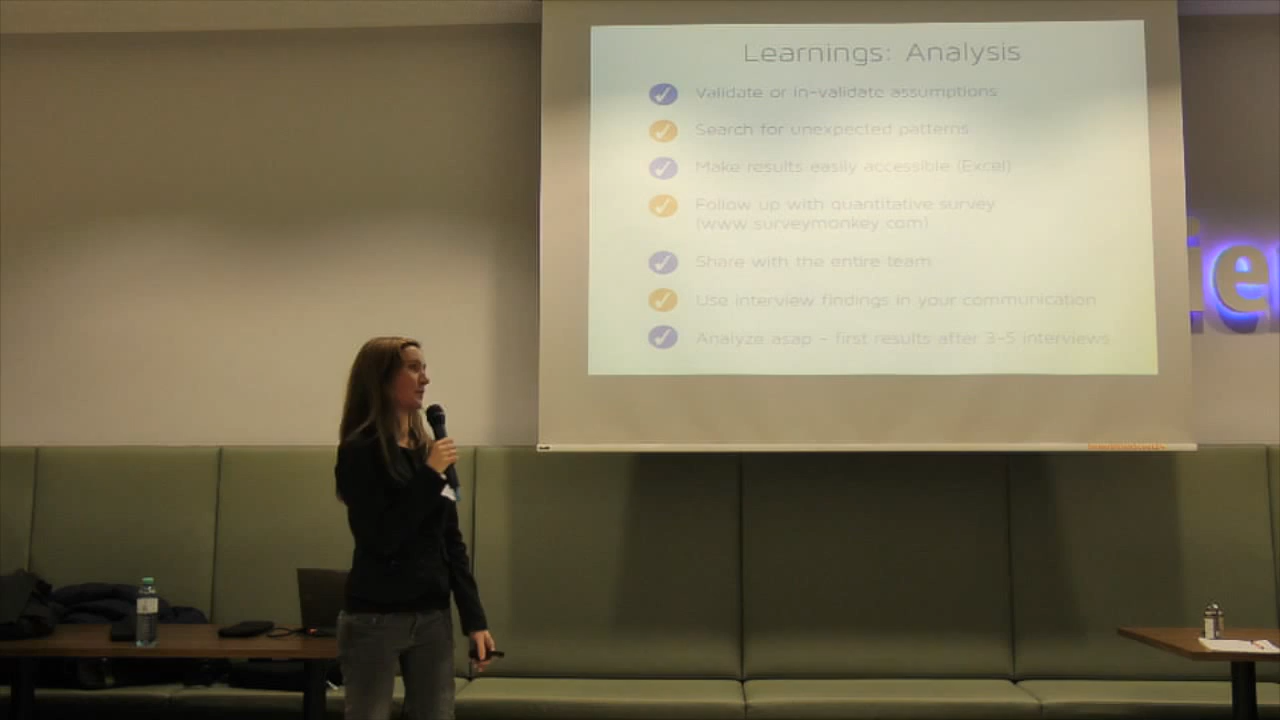 Learnings: Analysis
Validate or in-validate assumptions
Search for unexpected patterns
Make results easily accessible (Excel)
Follow up with quantitative survey
(www.surveymonkey.com)
Share with the entire team
Use interview findings in your communication
Analyze asap - first results after 3-5 interviews
ie